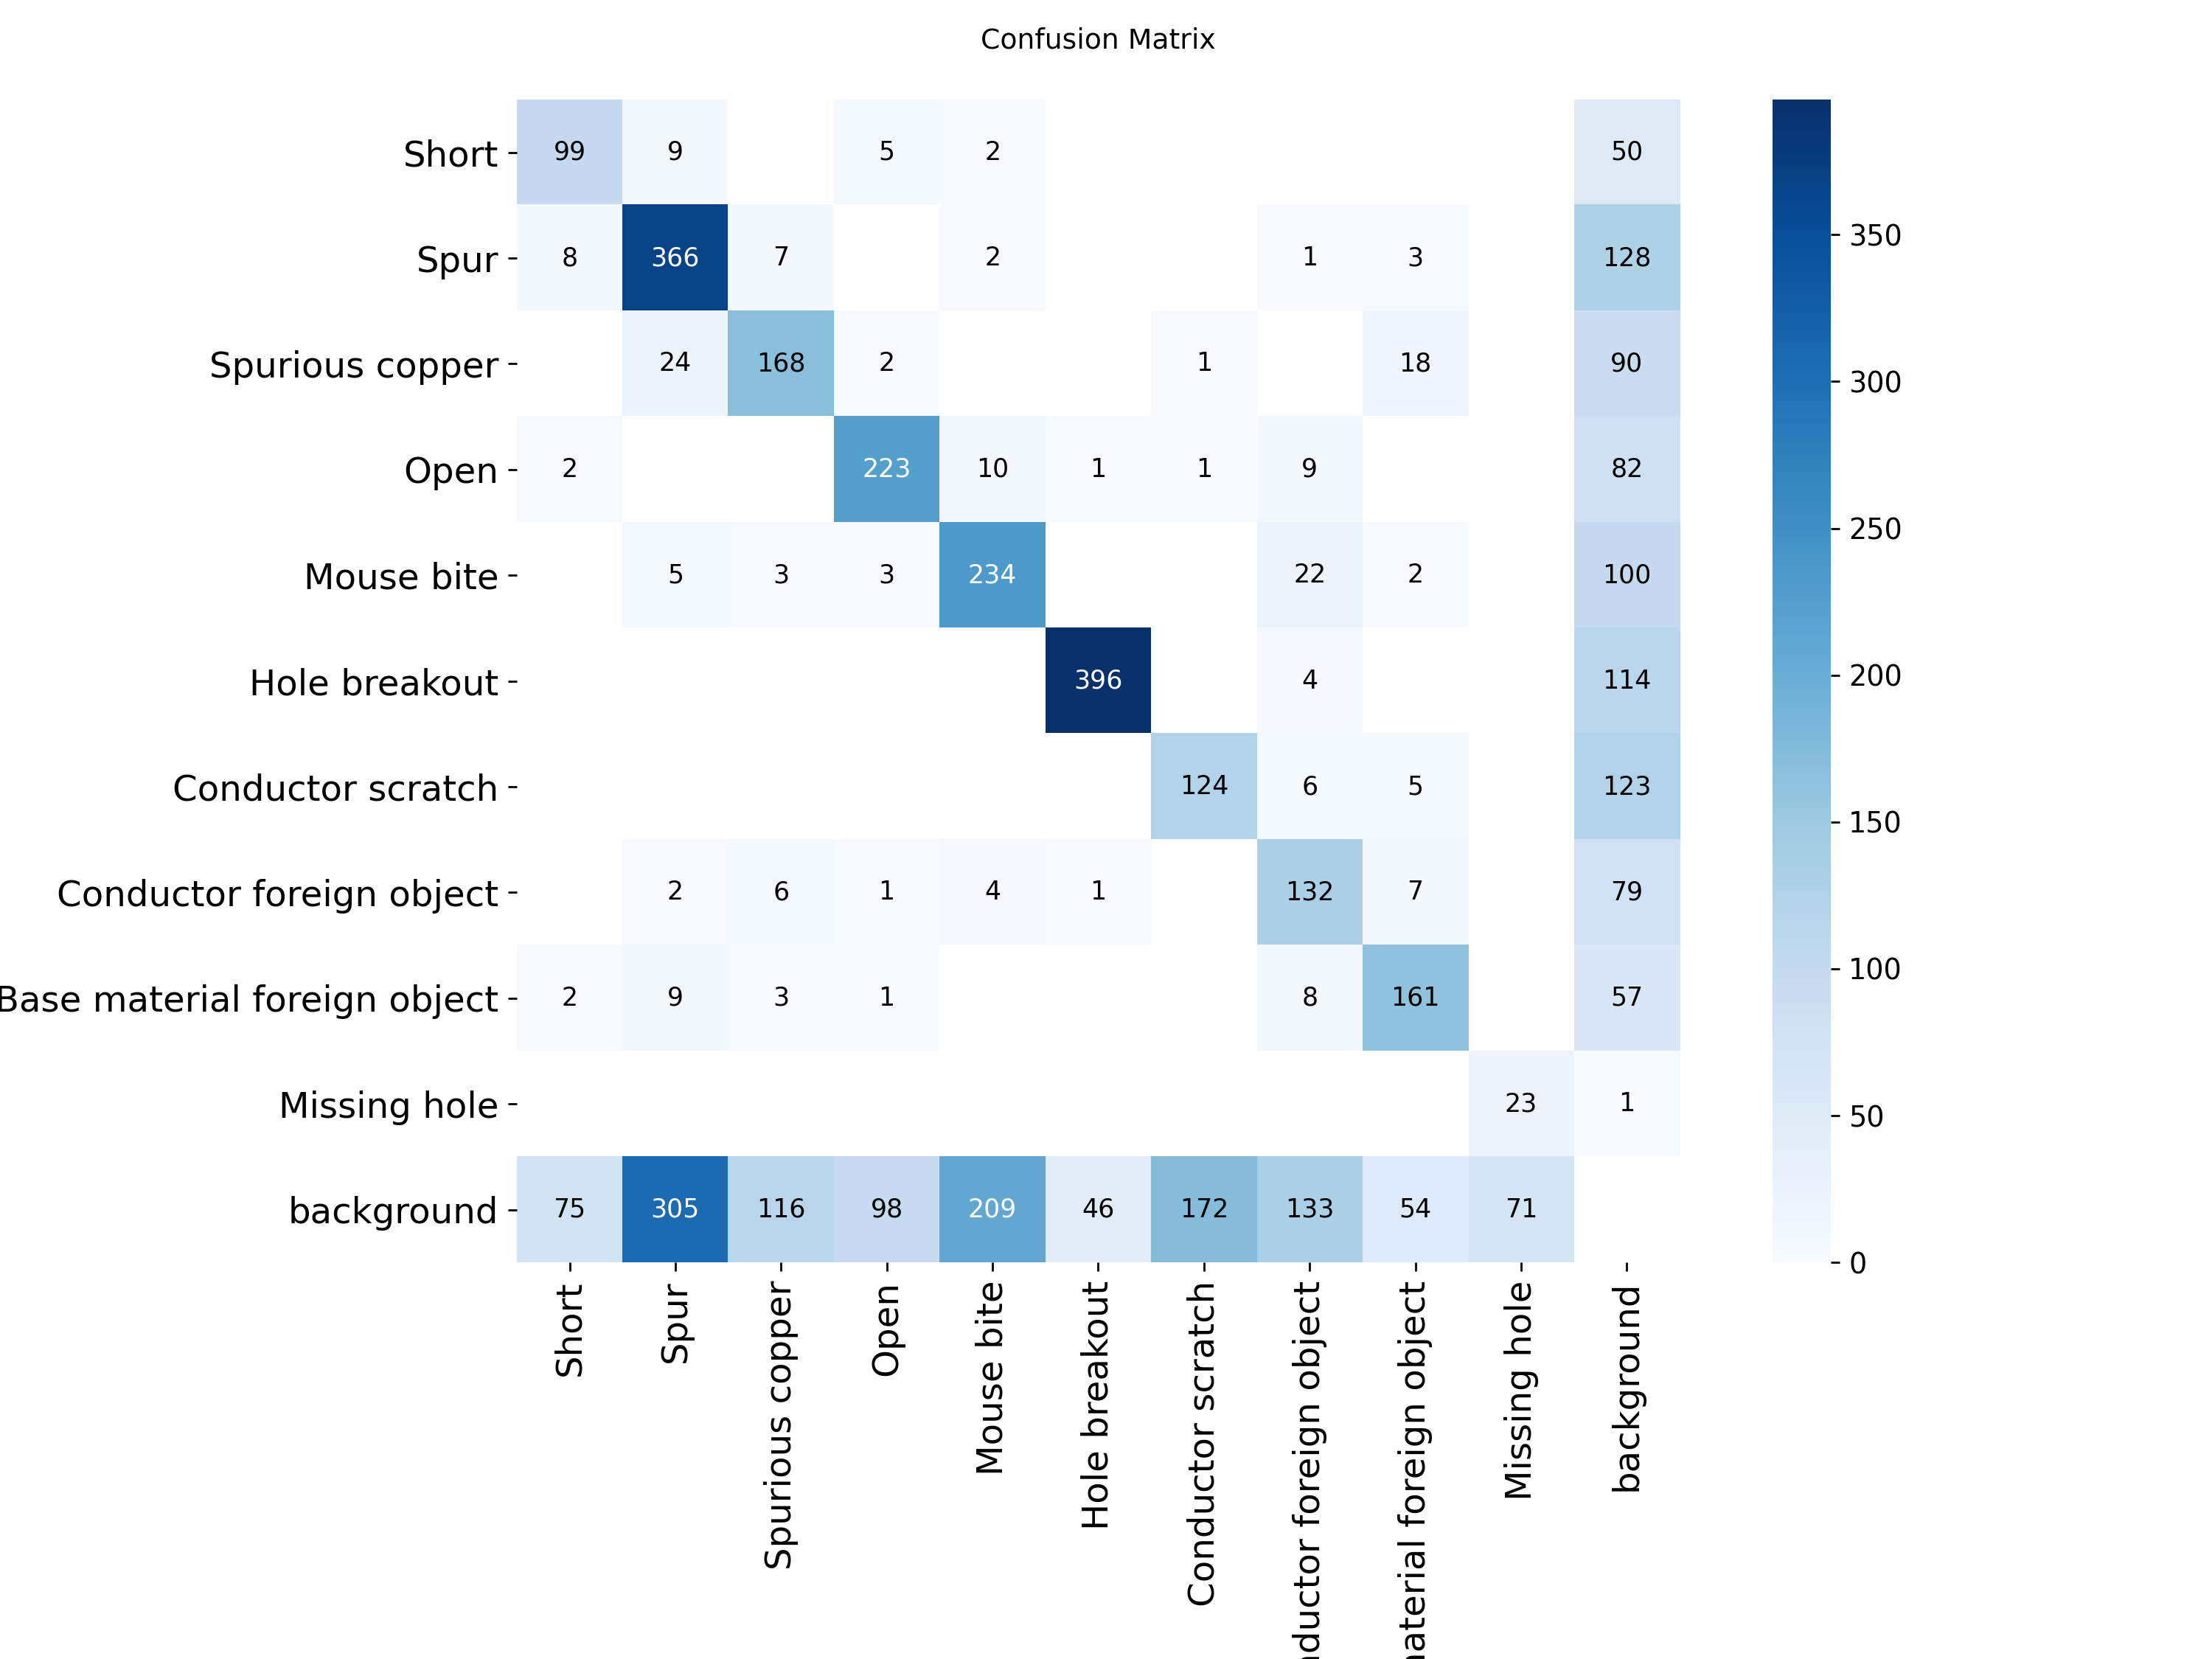 Confusion Matrix
Short 99 9 5 2 50
Spur 8 366 7 2 1 3 128 350
Spurious copper 24 168 2 1 18 90 300
Open 2 223 10 1 1 9 82
250
Mouse bite 5 3 3 234 22 2 100
Hole breakout 396 4 114 200
Conductor scratch 124 6 5 123
150
Conductor foreign object 2 6 1 4 1 132 7 79
Base material foreign object 2 9 3 1 8 161 57 100
Missing hole 23 1 50
background 75 305 116 98 209 46 172 133 54 71
0
Short
Spur
Spurious copper
Open
Mouse bite
Hole breakout
Conductor scratch
nductor foreign object
material foreign object
Missing hole
background